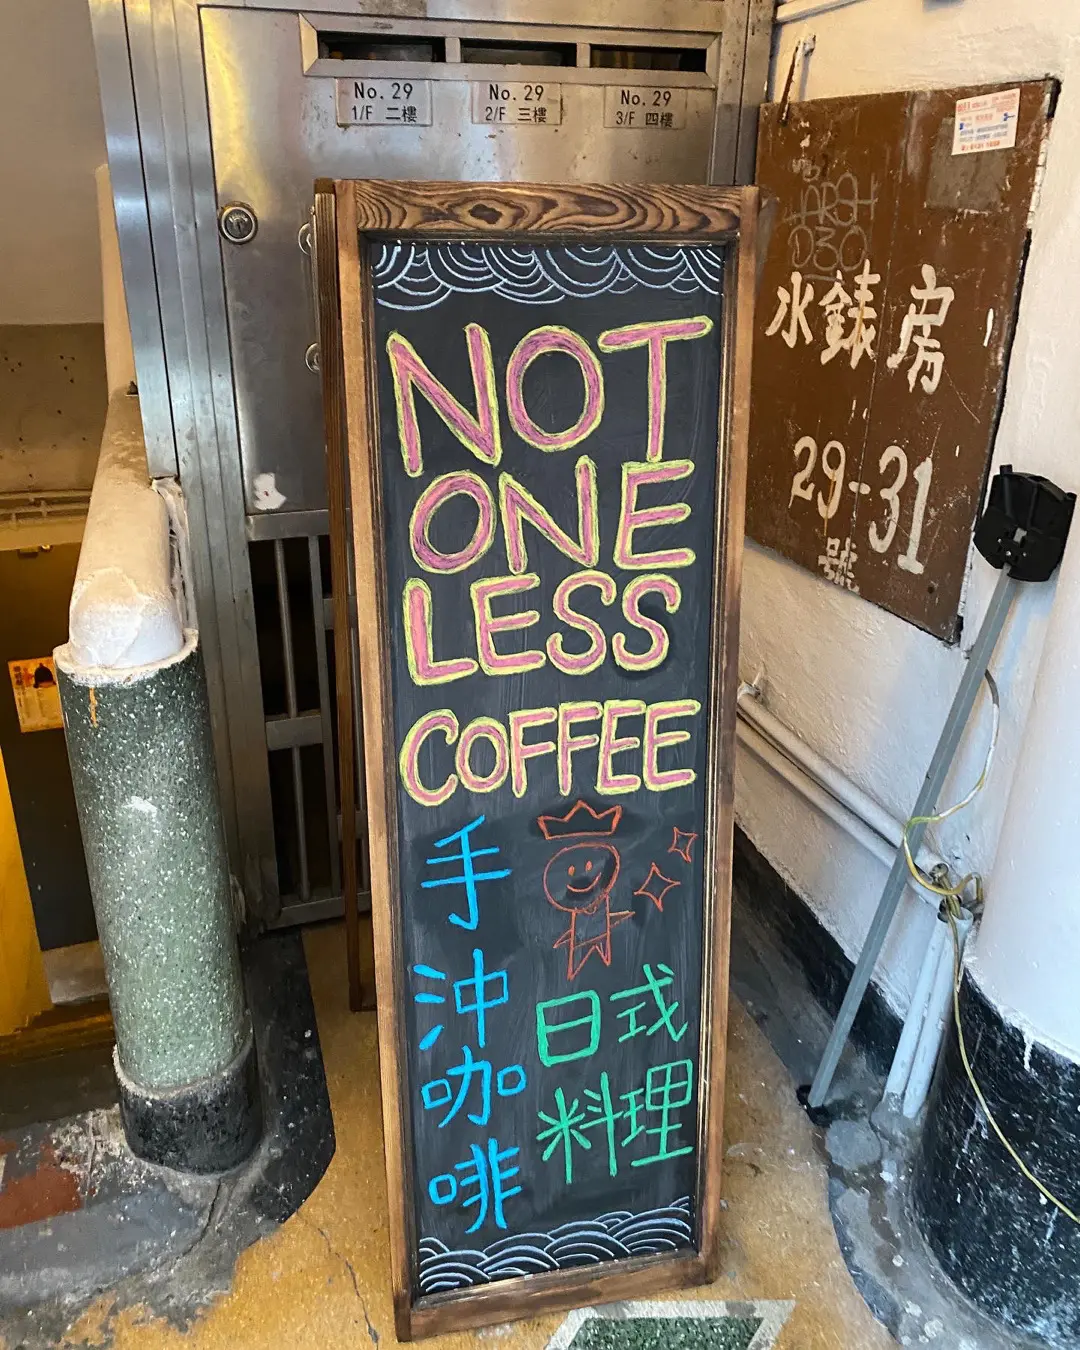 No. 29
1/F 二樓
No. 29
2/F 三樓
No. 29
3/F 四樓
NOT
ONE
LESS
COFFEE
手沖咖啡
日式
料理
水錶房
29-31
號